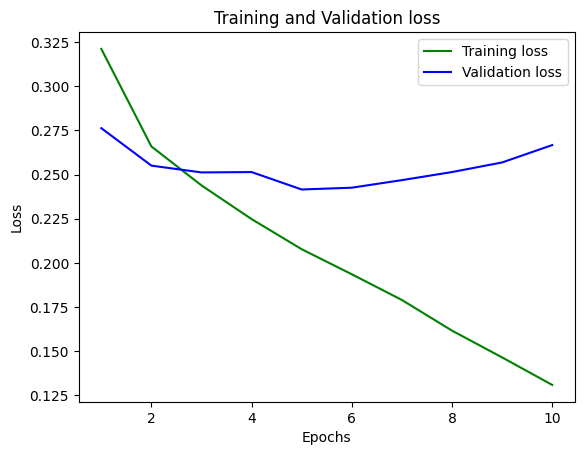 Training and Validation loss
Training loss
Validation loss
0.325
0.300
0.275
0.250
0.225
0.200
0.175
0.150
0.125
Loss
2
4
6
8
10
Epochs